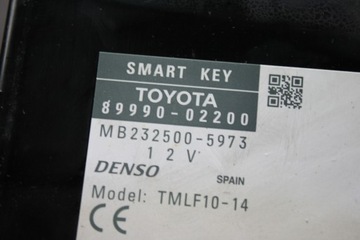 SMART KEY
TOYOTA
89990-02200
MB232500-5973
12V
DENSO SPAIN
Model: TMLF10-14
CE